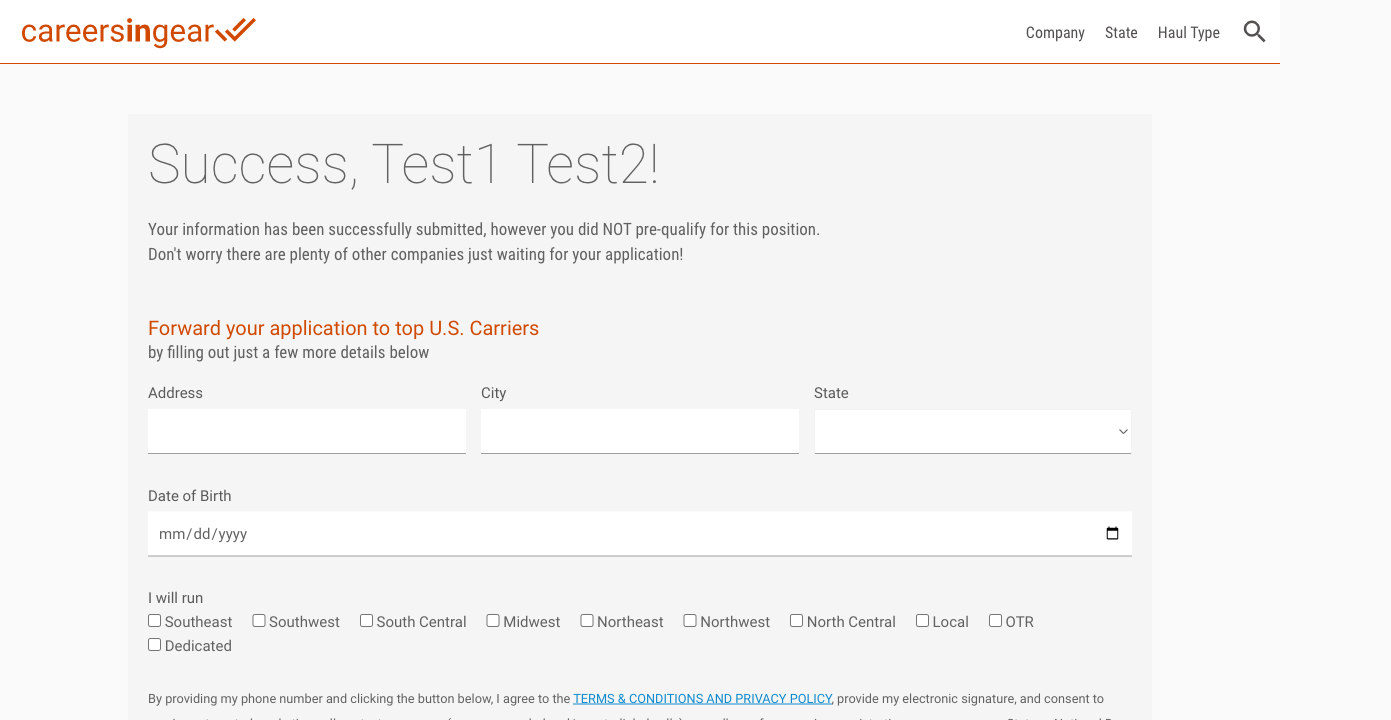 careersingear
Company State Haul Type
Success, Test1 Test2!
Your information has been successfully submitted, however you did NOT pre-qualify for this position.
Don't worry there are plenty of other companies just waiting for your application!
Forward your application to top U.S. Carriers
by filling out just a few more details below
Address City State
Date of Birth
mm/dd/yyyy
I will run
Southeast Southwest South Central Midwest Northeast Northwest North Central Local OTR
Dedicated
By providing my phone number and clicking the button below, I agree to the TERMS & CONDITIONS AND PRIVACY POLICY, provide my electronic signature, and consent to